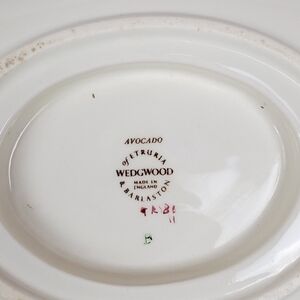 AVOCADO
of ETRURIA
WEDGWOOD
MADE IN
ENGLAND
& BARLASTON